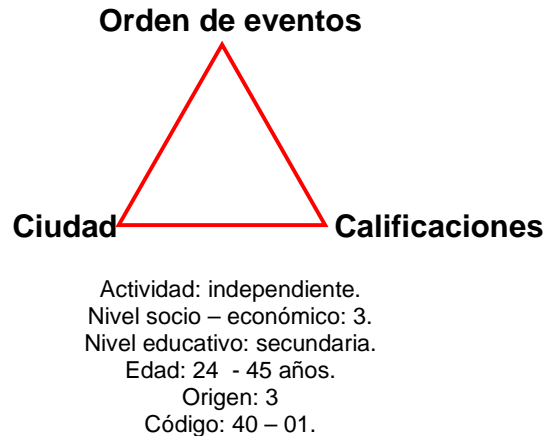 Orden de eventos
Ciudad Calificaciones
Actividad: independiente.
Nivel socio – económico: 3.
Nivel educativo: secundaria.
Edad: 24 - 45 años.
Origen: 3
Código: 40 – 01.